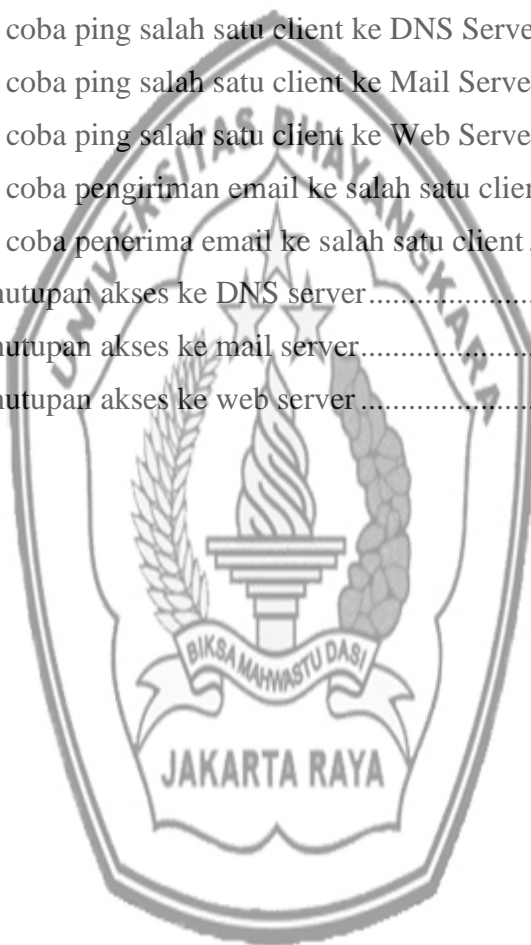 coba ping salah satu client ke DNS Serve
coba ping salah satu client ke Mail Serve
coba ping salah satu client ke Web Serve
coba pengiriman email ke salah satu clien
coba penerima email ke salah satu client .
nutupan akses ke DNS server......................
nutupan akses ke mail server......................
nutupan akses ke web server......................
UNIVERSITAS BHAYANGKARA
BIKSA MAHWASTU DASI
JAKARTA RAYA